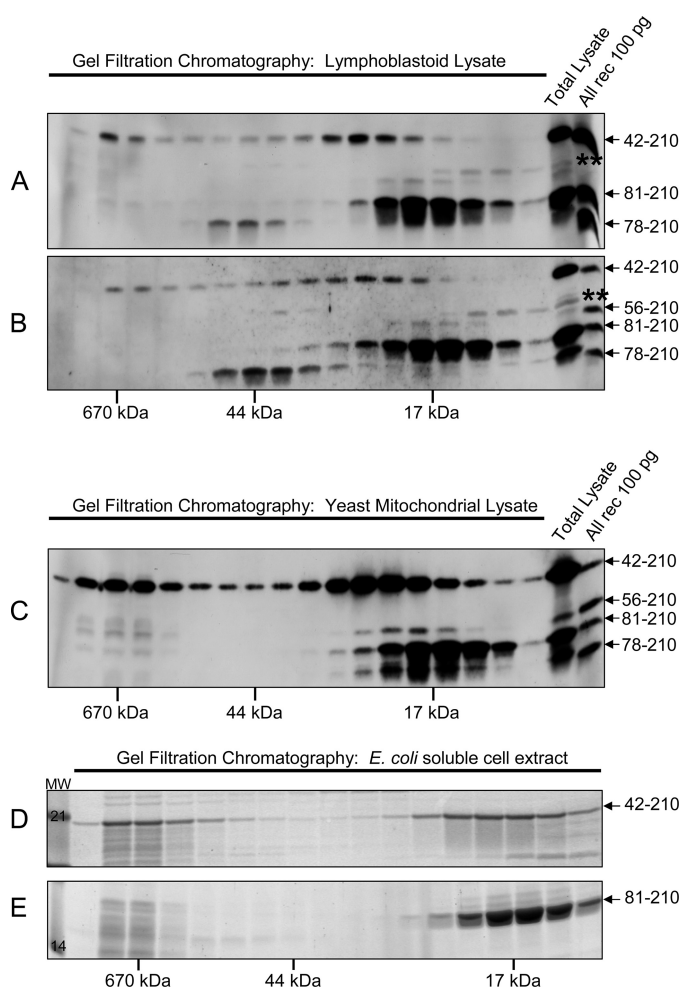 Gel Filtration Chromatography: Lymphoblastoid Lysate
Total Lysate
All rec 100 pg
A
42-210
**
81-210
78-210
B
42-210
**
56-210
81-210
78-210
670 kDa 44 kDa 17 kDa
Gel Filtration Chromatography: Yeast Mitochondrial Lysate
Total Lysate
All rec 100 pg
C
42-210
56-210
81-210
78-210
670 kDa 44 kDa 17 kDa
Gel Filtration Chromatography: E. coli soluble cell extract
MW
D
21
42-210
E
14
81-210
670 kDa 44 kDa 17 kDa